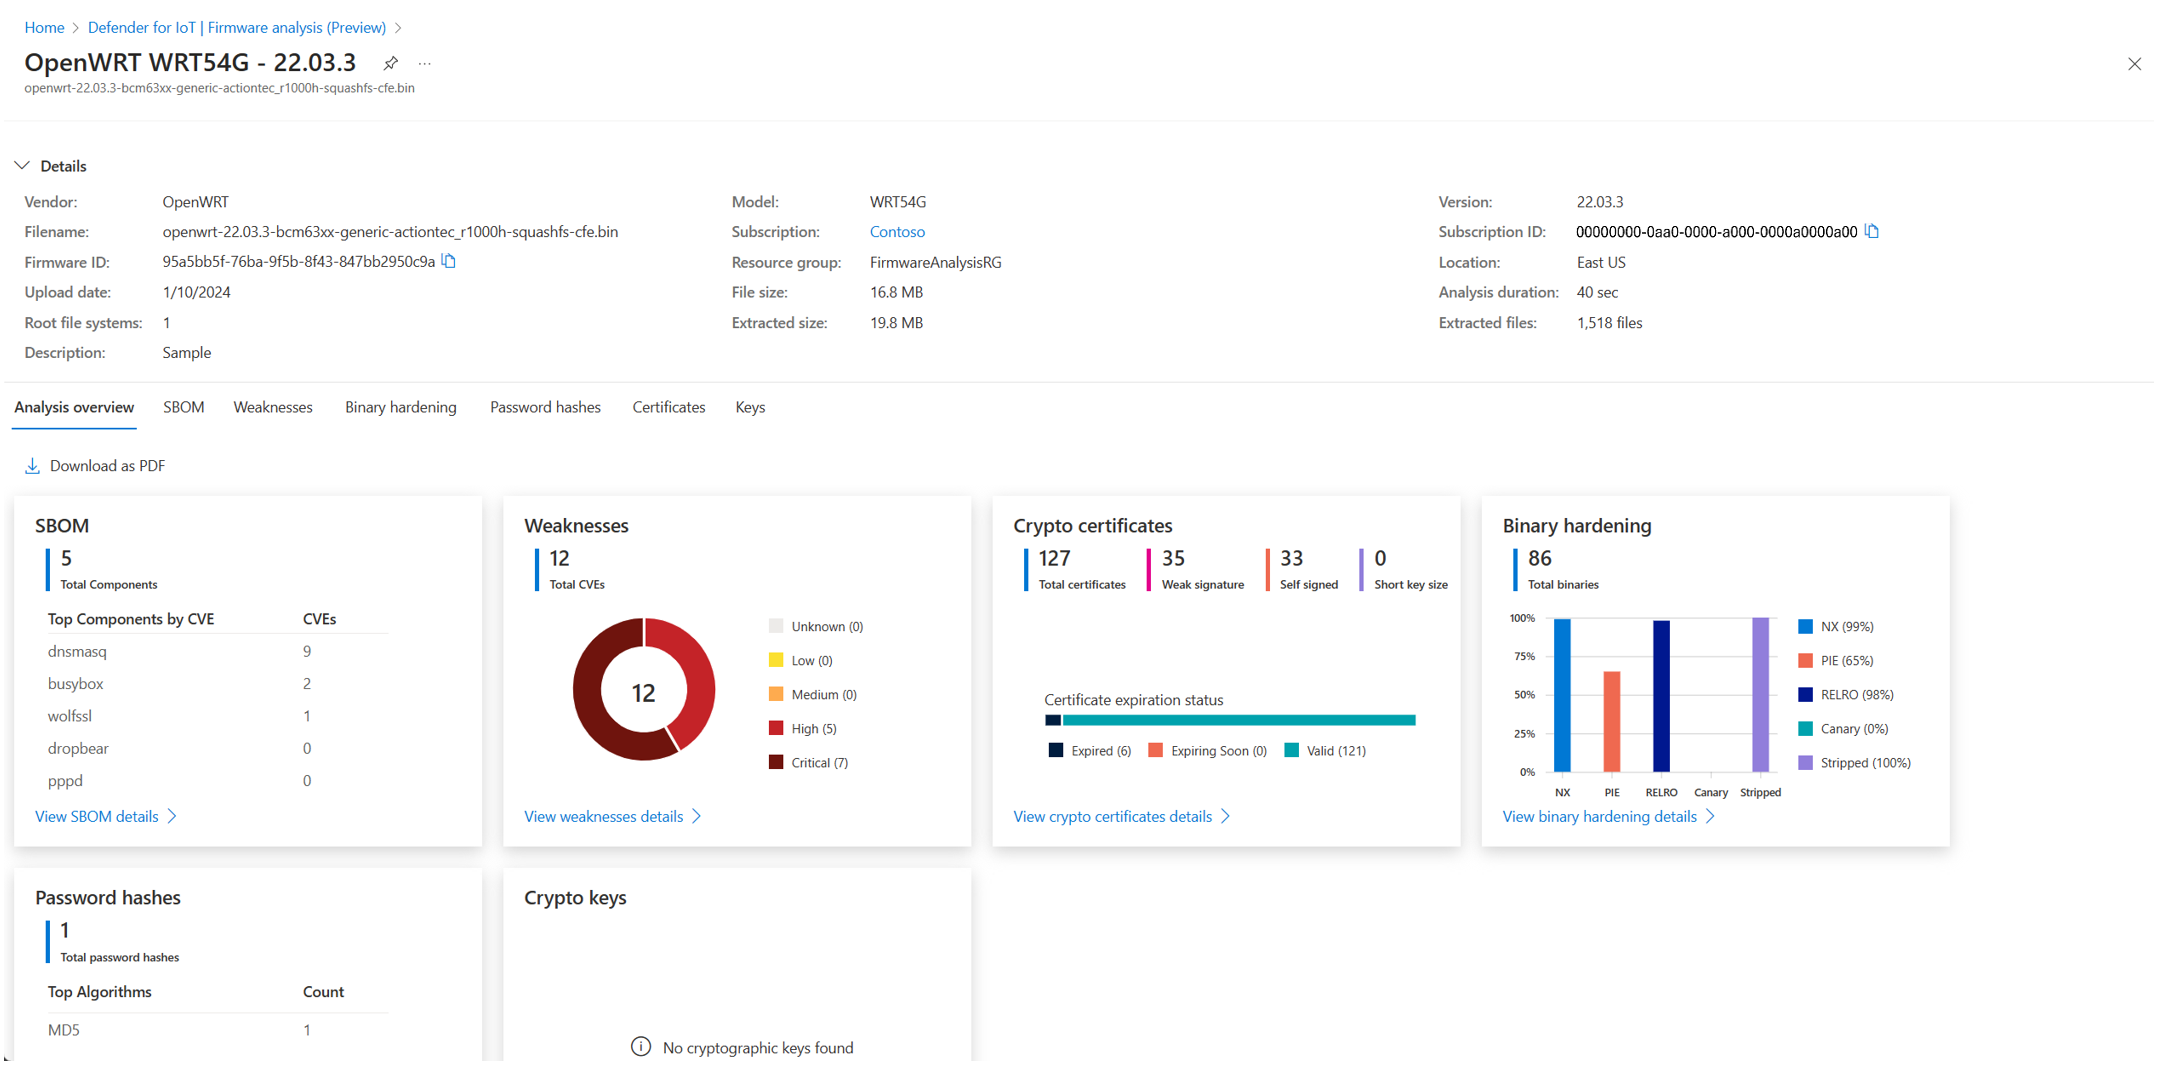 Home > Defender for IoT | Firmware analysis (Preview) >
OpenWRT WRT54G - 22.03.3 ...
openwrt-22.03.3-bcm63xx-generic-actiontec_r1000h-squashfs-cfe.bin
Details
Vendor: OpenWRT
Filename: openwrt-22.03.3-bcm63xx-generic-actiontec_r1000h-squashfs-cfe.bin
Firmware ID: 95a5bb5f-76ba-9f5b-8f43-847bb2950c9a
Upload date: 1/10/2024
Root file systems: 1
Description: Sample
Model: WRT54G
Subscription: Contoso
Resource group: FirmwareAnalysisRG
File size: 16.8 MB
Extracted size: 19.8 MB
Version: 22.03.3
Subscription ID: 00000000-0aa0-0000-a000-0000a0000a00
Location: East US
Analysis duration: 40 sec
Extracted files: 1,518 files
Analysis overview SBOM Weaknesses Binary hardening Password hashes Certificates Keys
Download as PDF
SBOM
5
Total Components
Top Components by CVE CVEs
dnsmasq 9
busybox 2
wolfssl 1
dropbear 0
pppd 0
View SBOM details
Weaknesses
12
Total CVEs
12
Unknown (0)
Low (0)
Medium (0)
High (5)
Critical (7)
View weaknesses details
Crypto certificates
127 35 33 0
Total certificates Weak signature Self signed Short key size
Certificate expiration status
Expired (6) Expiring Soon (0) Valid (121)
View crypto certificates details
Binary hardening
86
Total binaries
100%
75%
50%
25%
0%
NX PIE RELRO Canary Stripped
NX (99%)
PIE (65%)
RELRO (98%)
Canary (0%)
Stripped (100%)
View binary hardening details
Password hashes
1
Total password hashes
Top Algorithms Count
MD5 1
Crypto keys
No cryptographic keys found